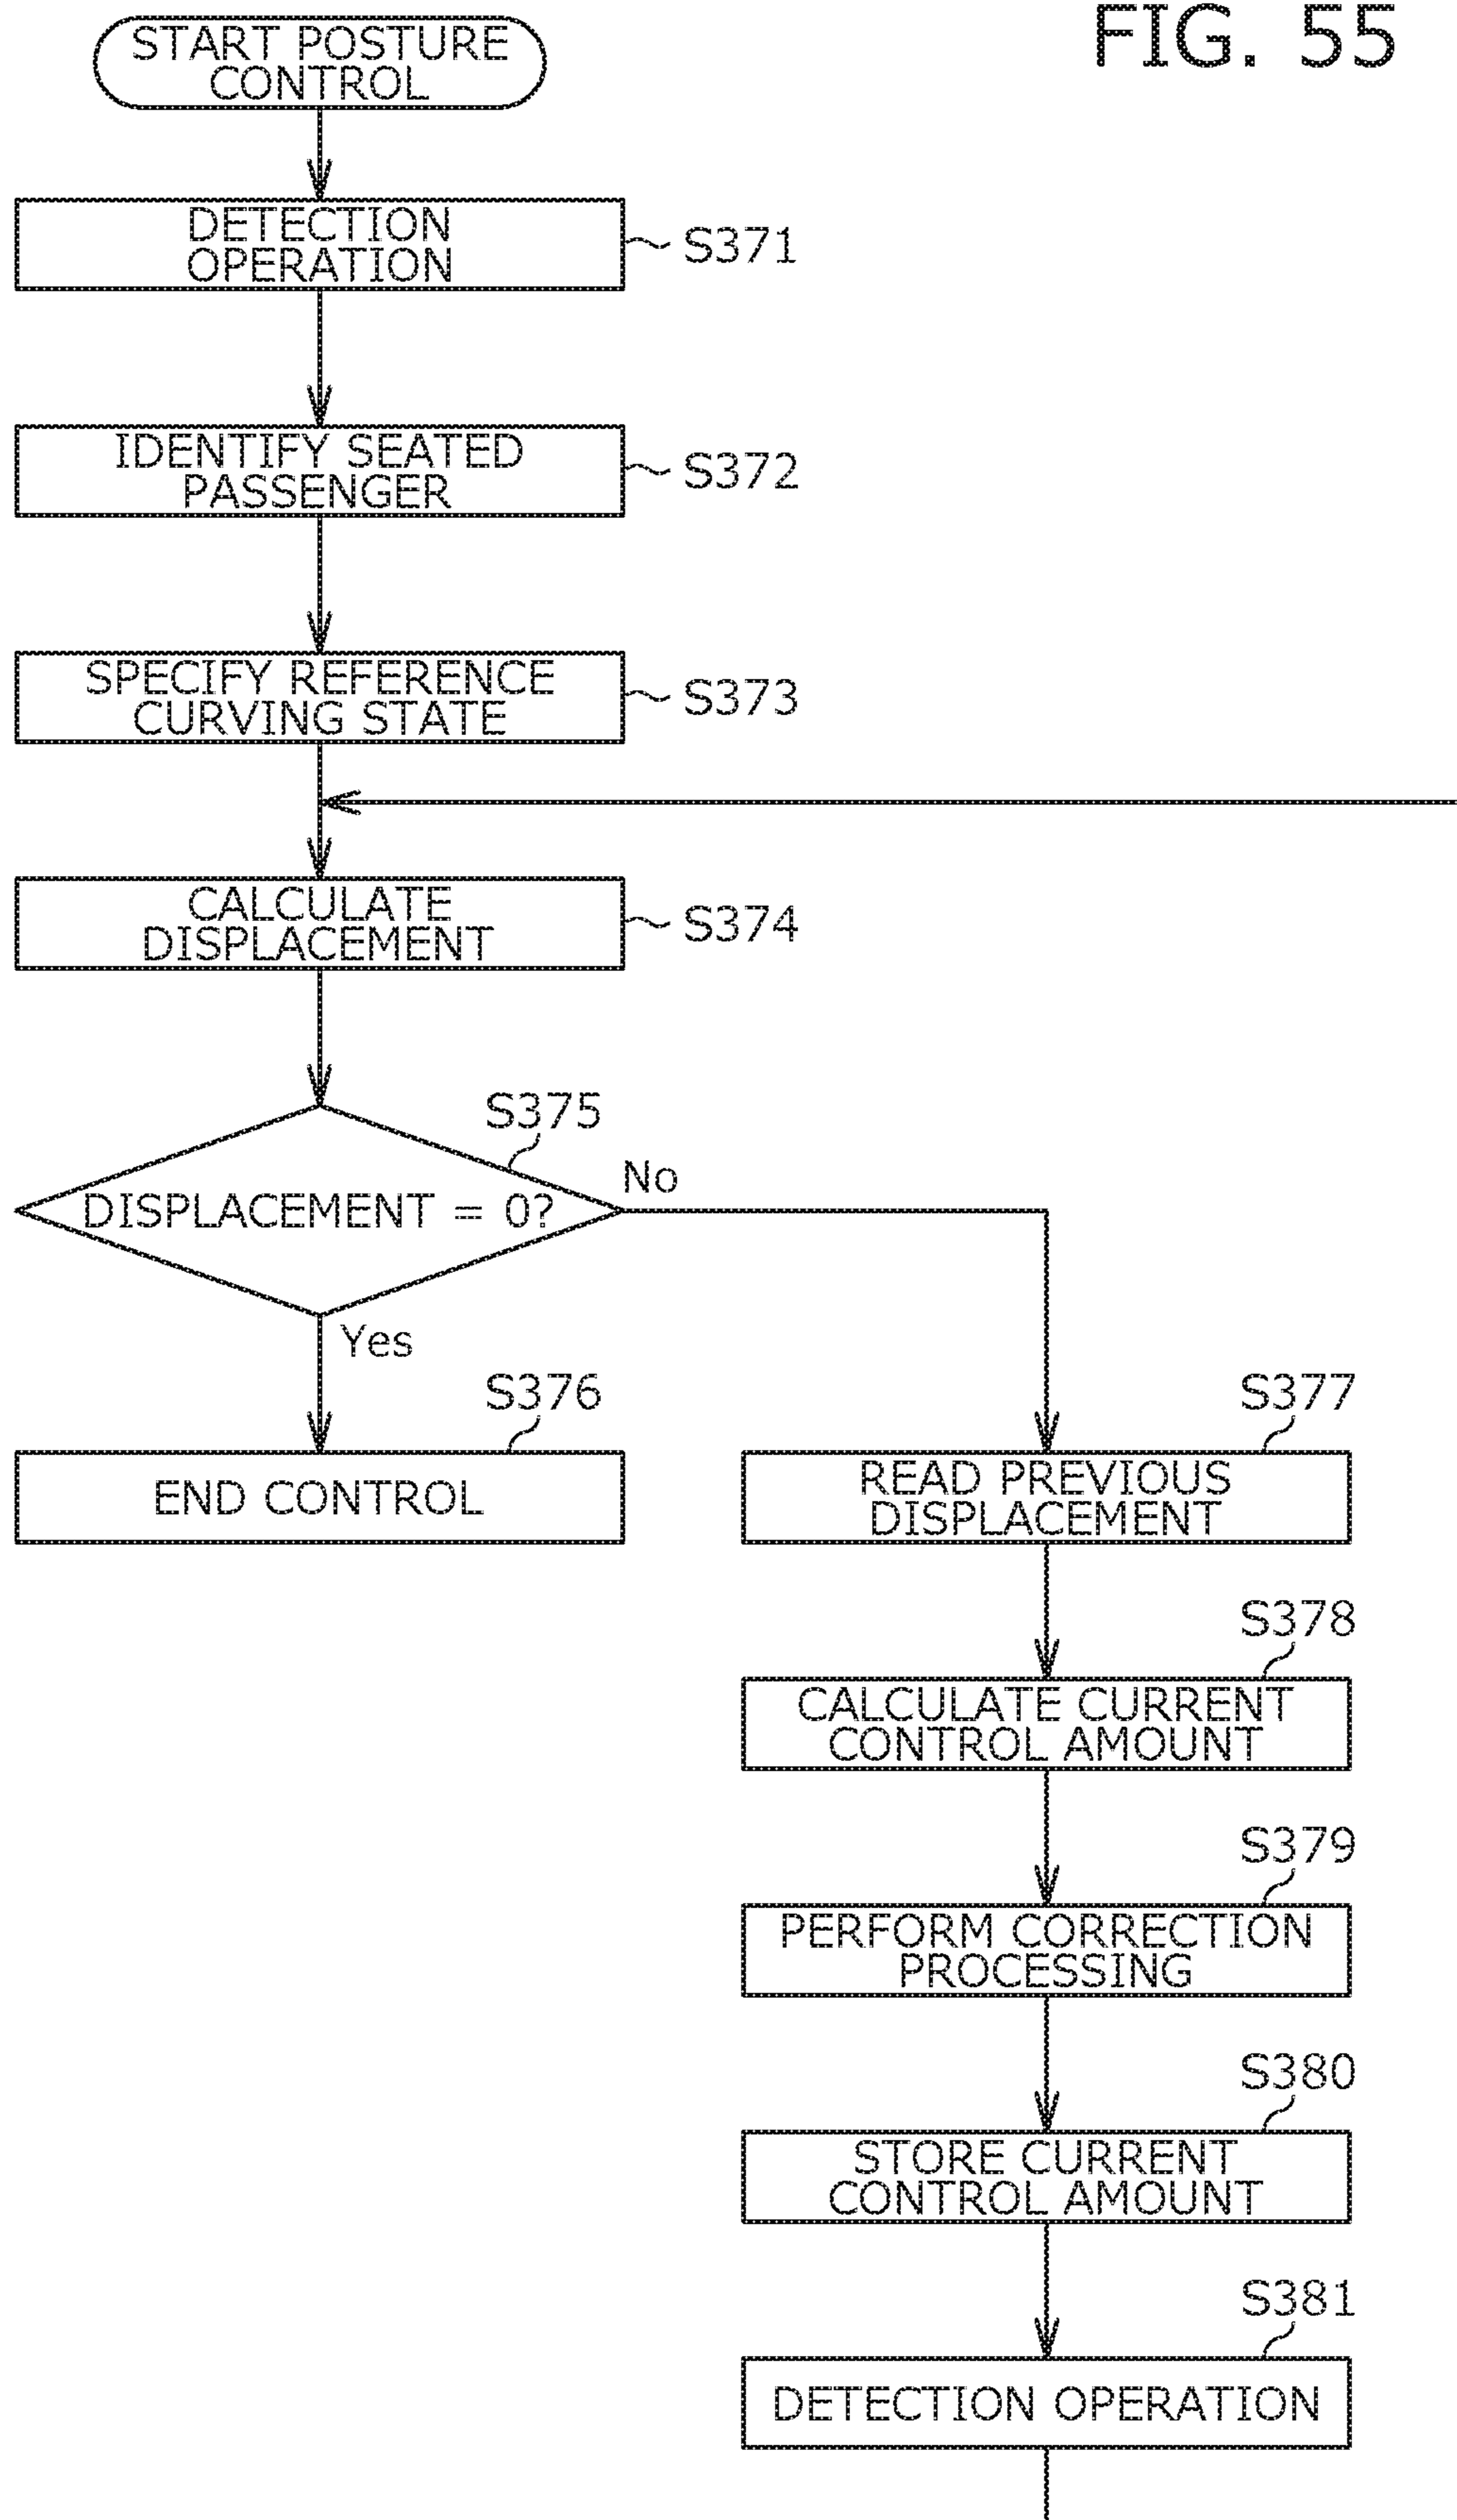 FIG. 55
START POSTURE
CONTROL
DETECTION
OPERATION
S371
IDENTIFY SEATED
PASSENGER
S372
SPECIFY REFERENCE
CURVING STATE
S373
CALCULATE
DISPLACEMENT
S374
S375
DISPLACEMENT = 0?
No
Yes
S376
END CONTROL
S377
READ PREVIOUS
DISPLACEMENT
S378
CALCULATE CURRENT
CONTROL AMOUNT
S379
PERFORM CORRECTION
PROCESSING
S380
STORE CURRENT
CONTROL AMOUNT
S381
DETECTION OPERATION